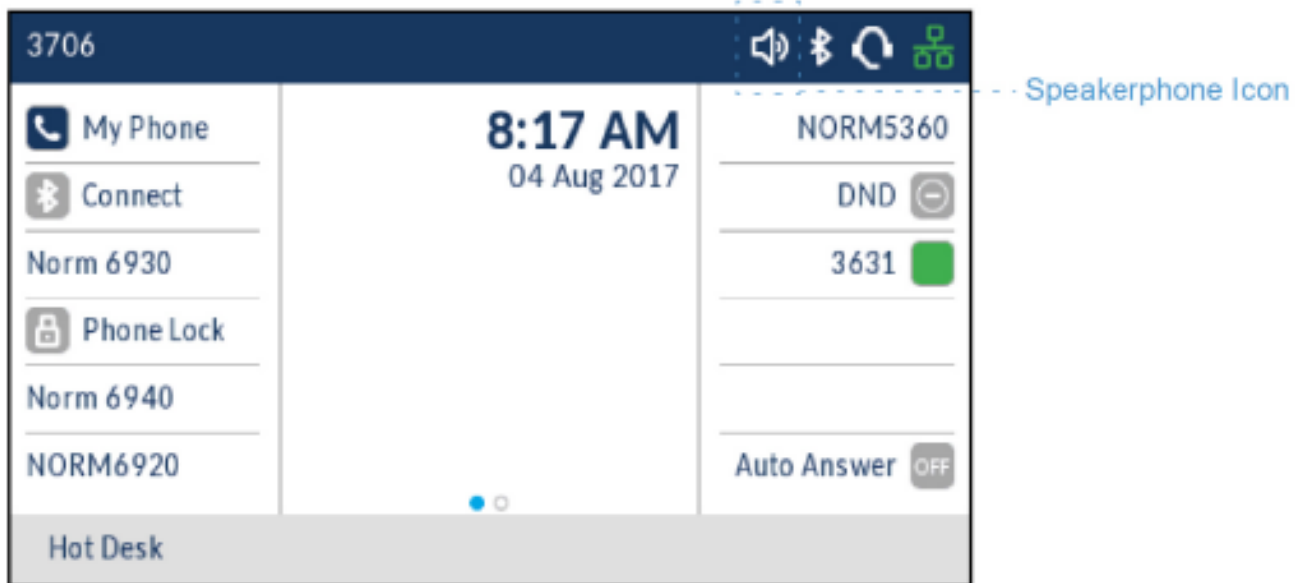 3706
Speakerphone Icon
My Phone
Connect
Norm 6930
Phone Lock
Norm 6940
NORM6920
8:17 AM
04 Aug 2017
NORM5360
DND
3631
Auto Answer OFF
Hot Desk